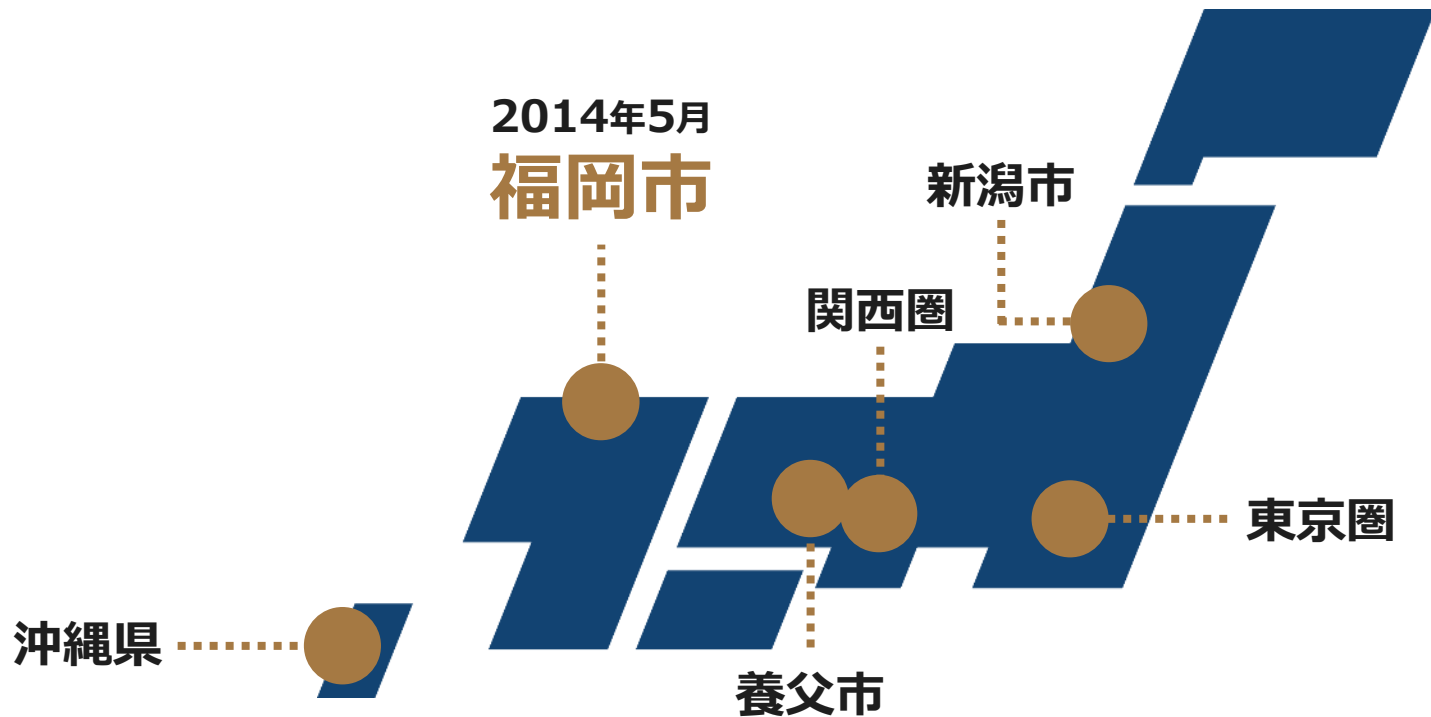 2014年5月
福岡市
新潟市
関西圏
東京圏
沖縄県
養父市